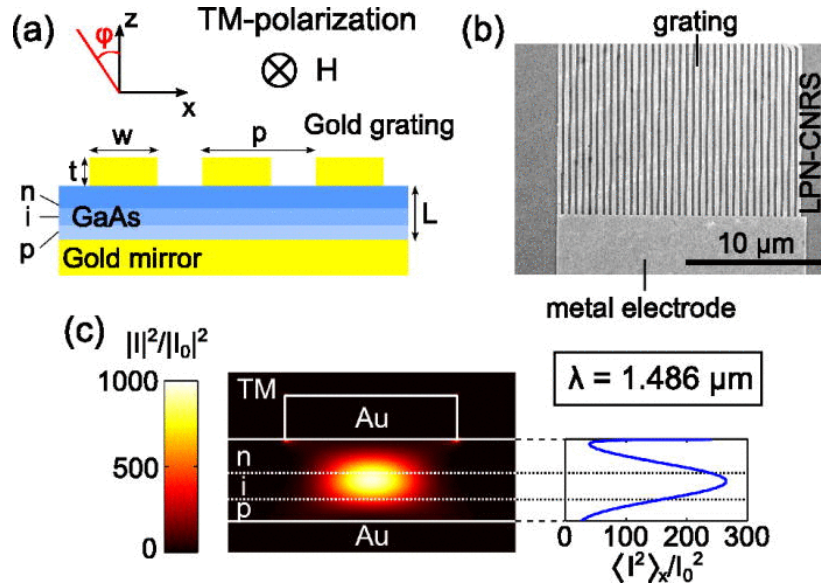 (a)
z
φ
x
TM-polarization
H
w
p
Gold grating
t
n
i
p
GaAs
L
Gold mirror
(b)
grating
LPN-CNRS
10 µm
metal electrode
(c)
|I|²/|I₀|²
1000
500
0
TM
Au
n
i
p
Au
λ = 1.486 µm
0 100 200 300
⟨I²⟩ₓ/I₀²